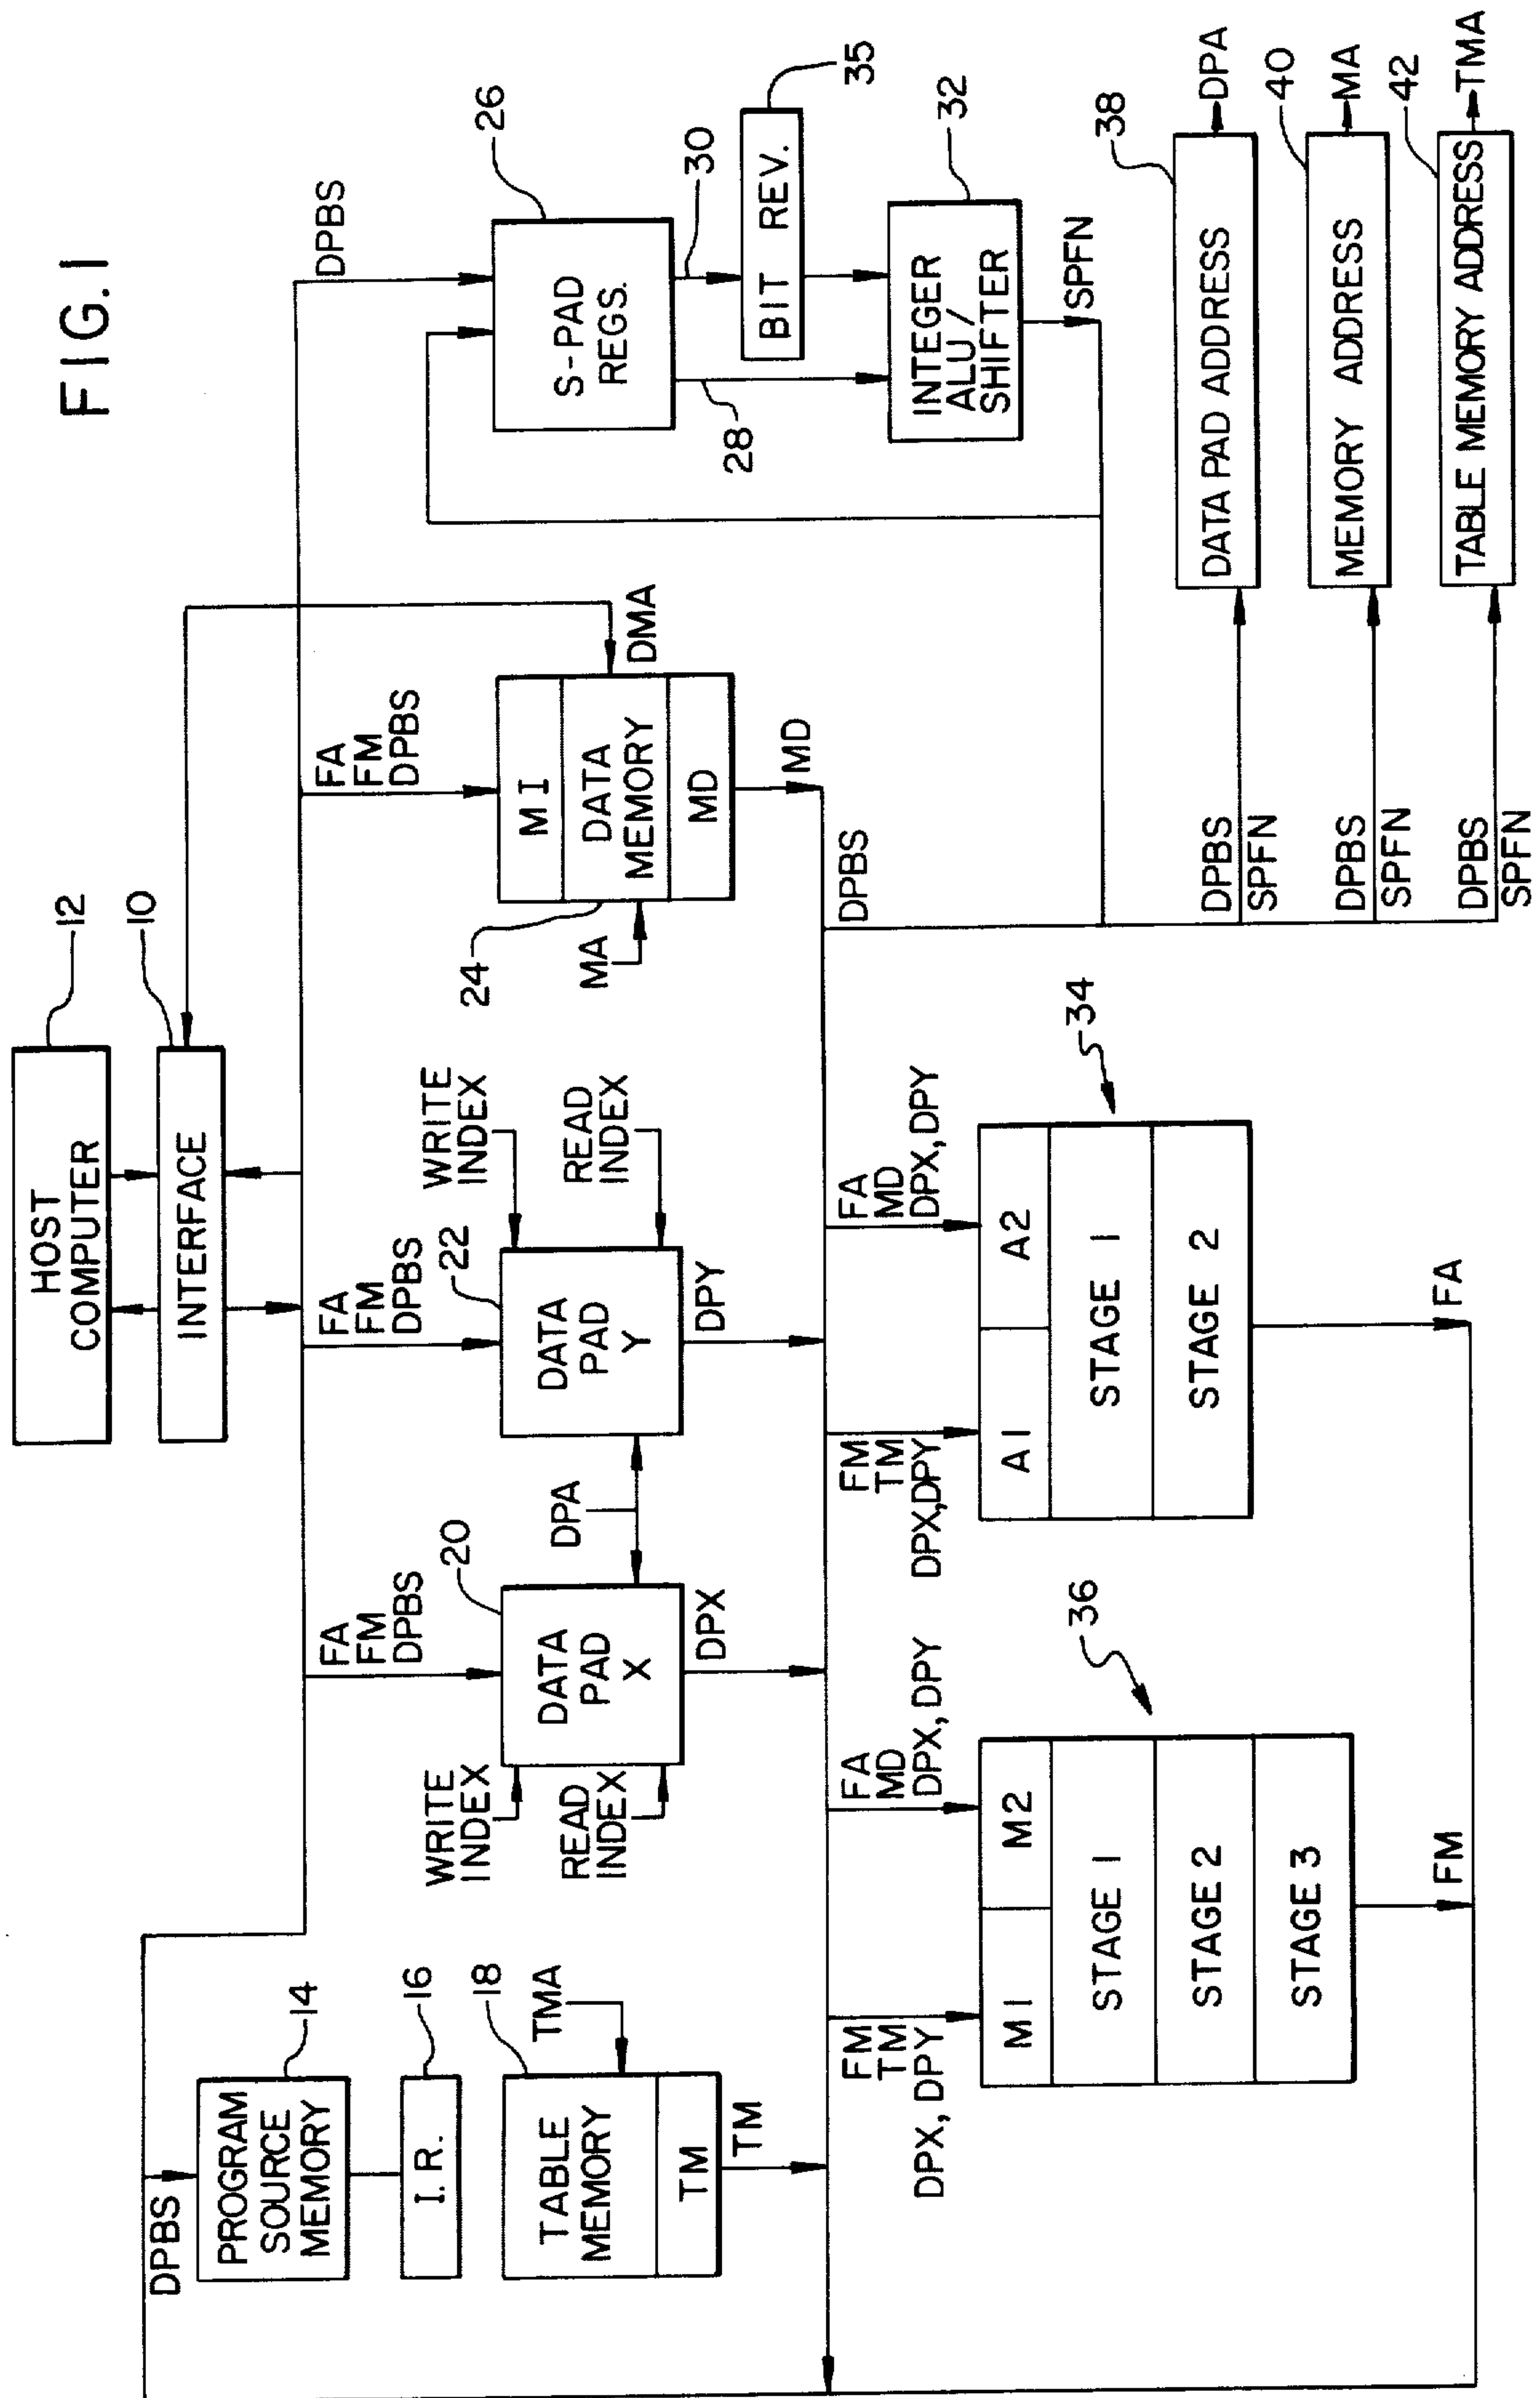 FIG. 1
HOST
COMPUTER
12
INTERFACE
10
DPBS
PROGRAM
SOURCE
MEMORY
14
I. R.
16
TABLE
MEMORY
TM
18
TMA
TM
FA
FM
DPBS
WRITE
INDEX
READ
INDEX
DATA
PAD
X
20
DPX
DPA
FA
FM
DPBS
DATA
PAD
Y
22
DPY
WRITE
INDEX
READ
INDEX
FA
FM
DPBS
MI
DATA
MEMORY
MD
24
MA
DMA
MD
DPBS
DPBS
S-PAD
REGS.
26
28
30
BIT REV.
35
INTEGER
ALU/
SHIFTER
32
SPFN
FM
TM
DPX, DPY
FA
MD
DPX, DPY
M1
M2
STAGE 1
STAGE 2
STAGE 3
36
FM
FM
TM
DPX,DPY
FA
MD
DPX, DPY
A1
A2
STAGE 1
STAGE 2
34
FA
DPBS
SPFN
DATA PAD ADDRESS
38
DPA
DPBS
SPFN
MEMORY ADDRESS
40
MA
DPBS
SPFN
TABLE MEMORY ADDRESS
42
TMA